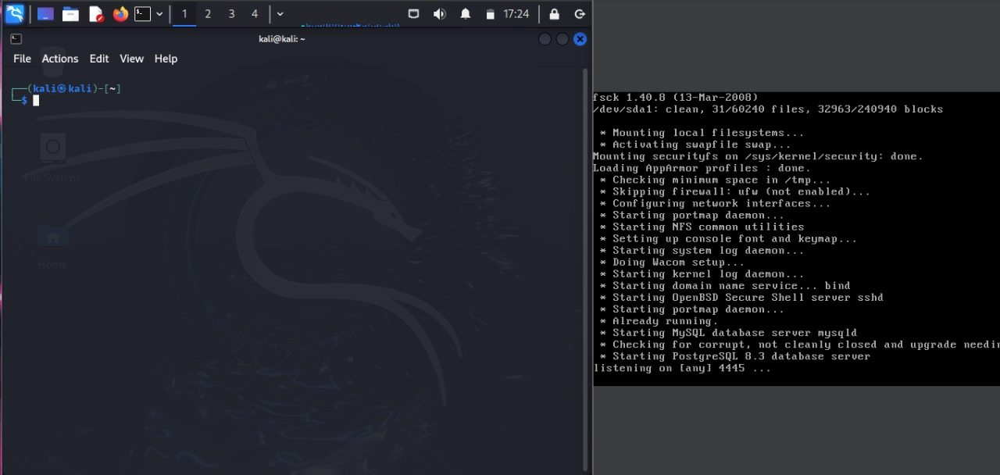 1 2 3 4 17:24
kali@kali: ~
File Actions Edit View Help
┌──(kali㉿kali)-[~]
└─$
File System
Home
fsck 1.40.8 (13-Mar-2008)
/dev/sda1: clean, 31/60240 files, 32963/240940 blocks
* Mounting local filesystems...
* Activating swapfile swap...
Mounting securityfs on /sys/kernel/security: done.
Loading AppArmor profiles : done.
* Checking minimum space in /tmp...
* Skipping firewall: ufw (not enabled)...
* Configuring network interfaces...
* Starting portmap daemon...
* Starting NFS common utilities
* Setting up console font and keymap...
* Starting system log daemon...
* Doing Wacom setup...
* Starting kernel log daemon...
* Starting domain name service... bind
* Starting OpenBSD Secure Shell server sshd
* Starting portmap daemon...
* Already running.
* Starting MySQL database server mysqld
* Checking for corrupt, not cleanly closed and upgrade needin
* Starting PostgreSQL 8.3 database server
listening on [any] 4445 ...